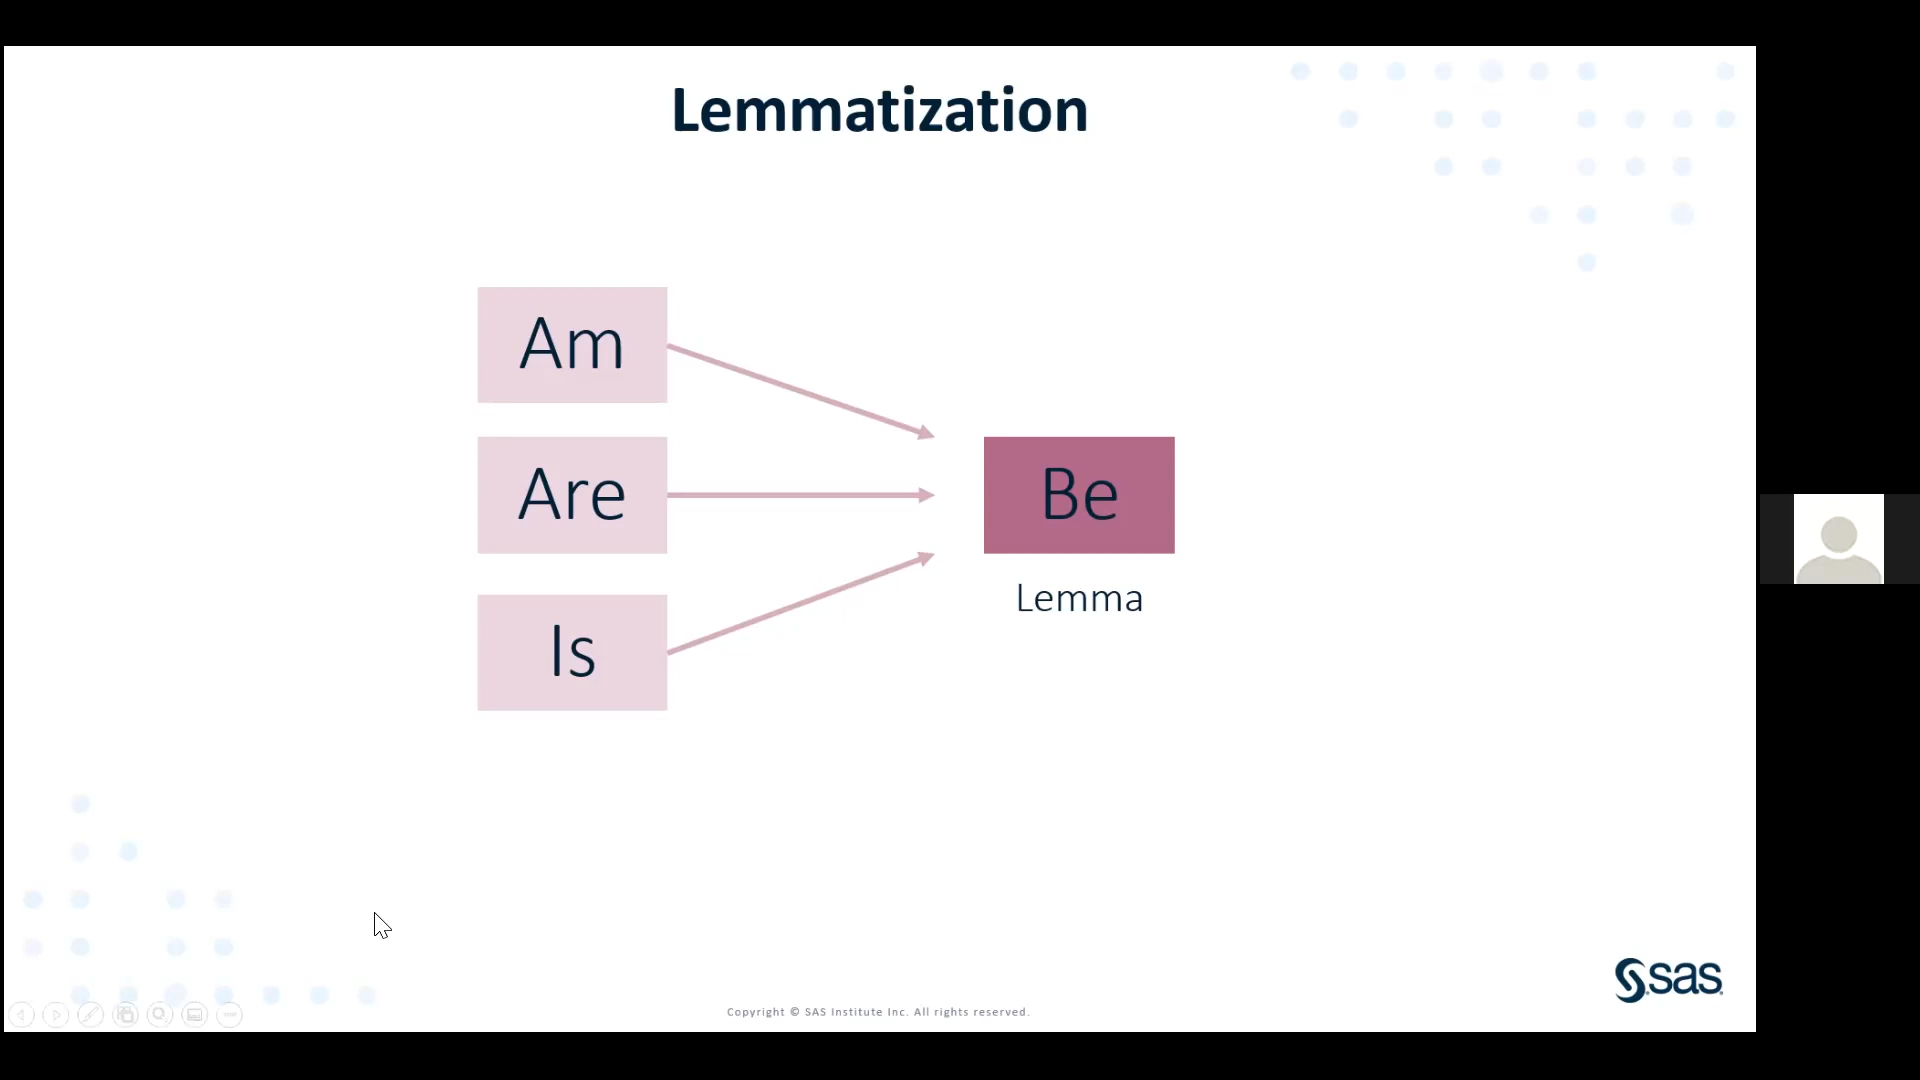 Lemmatization
Am
Are
Is
Be
Lemma
sas
Copyright © SAS Institute Inc. All rights reserved.